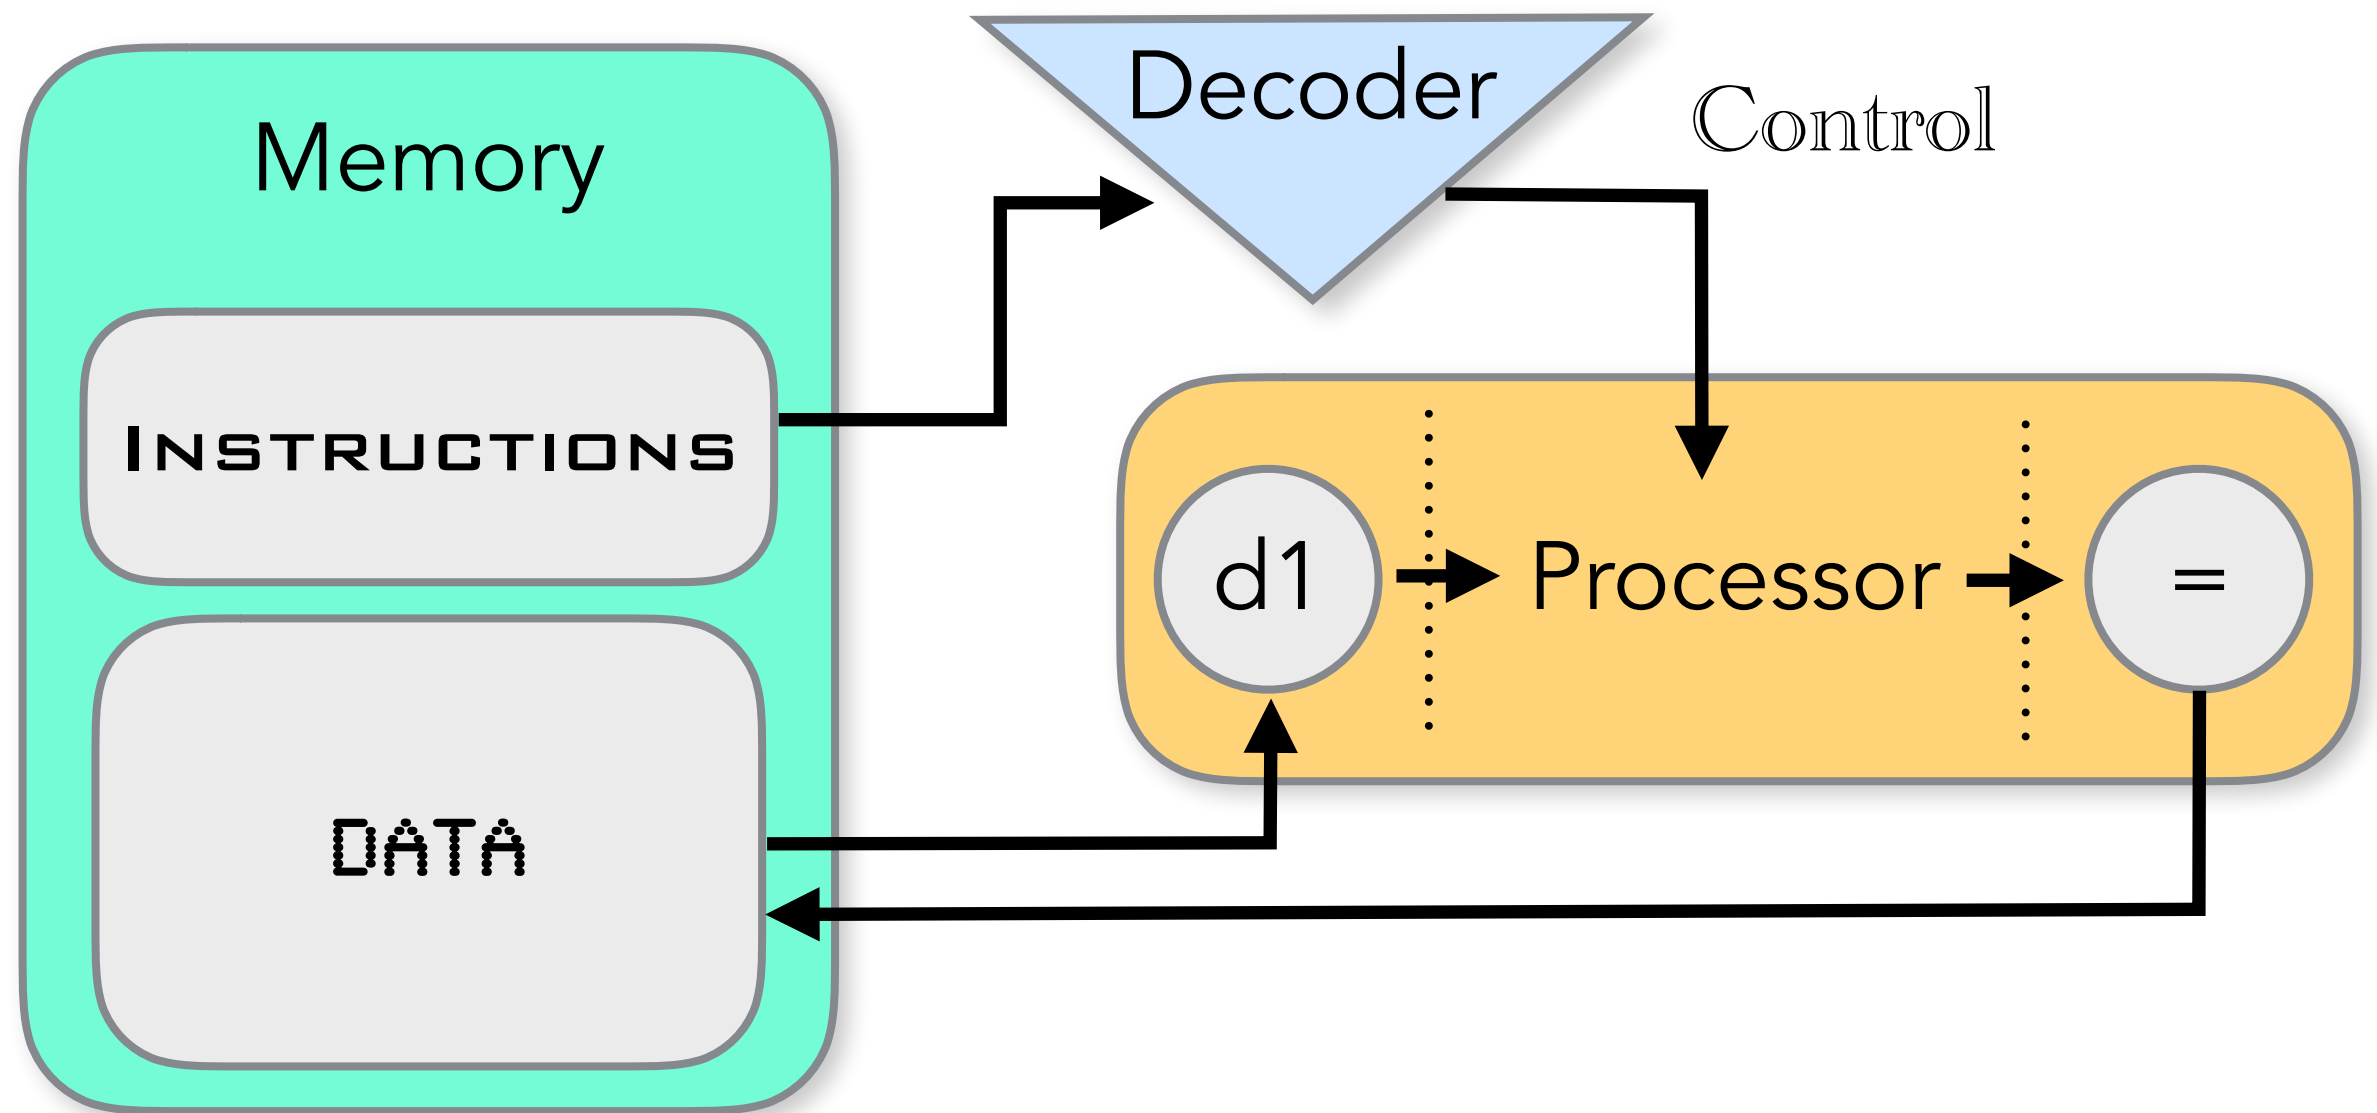 Memory
Instructions
DATA
Decoder
Control
d1
Processor
=